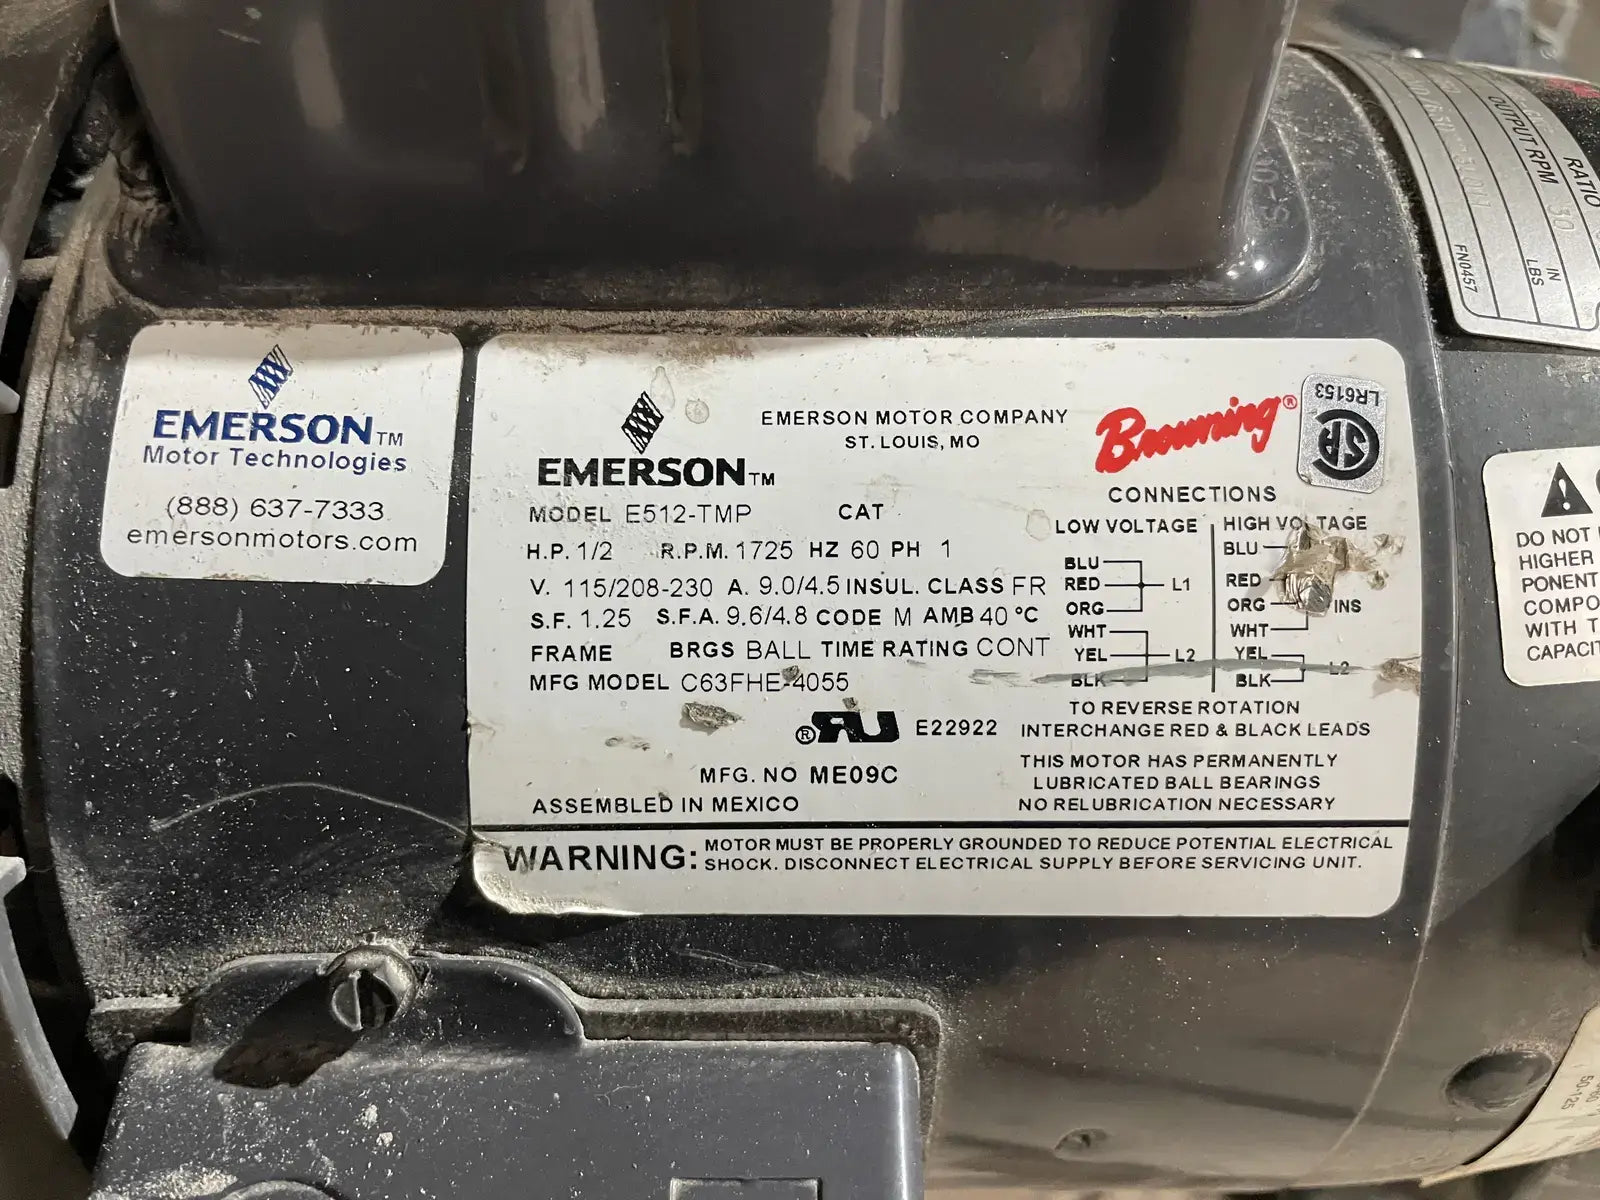 EMERSON™
Motor Technologies
(888) 637-7333
emersonmotors.com
EMERSON™
EMERSON MOTOR COMPANY
ST. LOUIS, MO
Browning®
LR6153
SA
MODEL E512-TMP CAT
H.P. 1/2 R.P.M. 1725 HZ 60 PH 1
V. 115/208-230 A. 9.0/4.5 INSUL. CLASS FR
S.F. 1.25 S.F.A. 9.6/4.8 CODE M AMB 40 °C
FRAME BRGS BALL TIME RATING CONT
MFG MODEL C63FHE-4055
® E22922
MFG. NO ME09C
ASSEMBLED IN MEXICO
CONNECTIONS
LOW VOLTAGE
BLU
RED L1
ORG
WHT
YEL L2
BLK
HIGH VOLTAGE
BLU
RED
ORG INS
WHT
YEL
BLK L2
TO REVERSE ROTATION
INTERCHANGE RED & BLACK LEADS
THIS MOTOR HAS PERMANENTLY
LUBRICATED BALL BEARINGS
NO RELUBRICATION NECESSARY
WARNING: MOTOR MUST BE PROPERLY GROUNDED TO REDUCE POTENTIAL ELECTRICAL
SHOCK. DISCONNECT ELECTRICAL SUPPLY BEFORE SERVICING UNIT.
RATIO
OUTPUT RPM 30
IN
LBS
FN0457
DO NOT
HIGHER
PONENT
COMPO
WITH T
CAPACIT
50-125